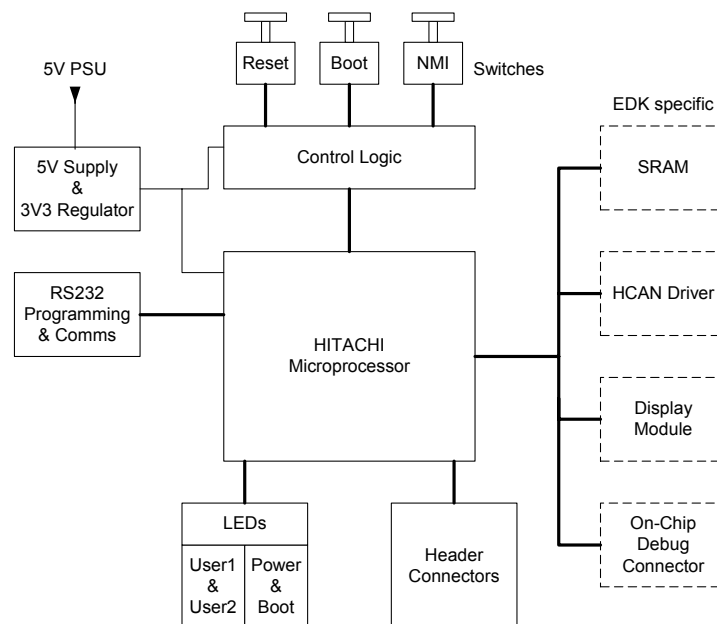 Reset
Boot
NMI
Switches
5V PSU
EDK specific
5V Supply
&
3V3 Regulator
Control Logic
SRAM
RS232
Programming
& Comms
HITACHI
Microprocessor
HCAN Driver
Display
Module
LEDs
User1
&
User2
Power
&
Boot
Header
Connectors
On-Chip
Debug
Connector